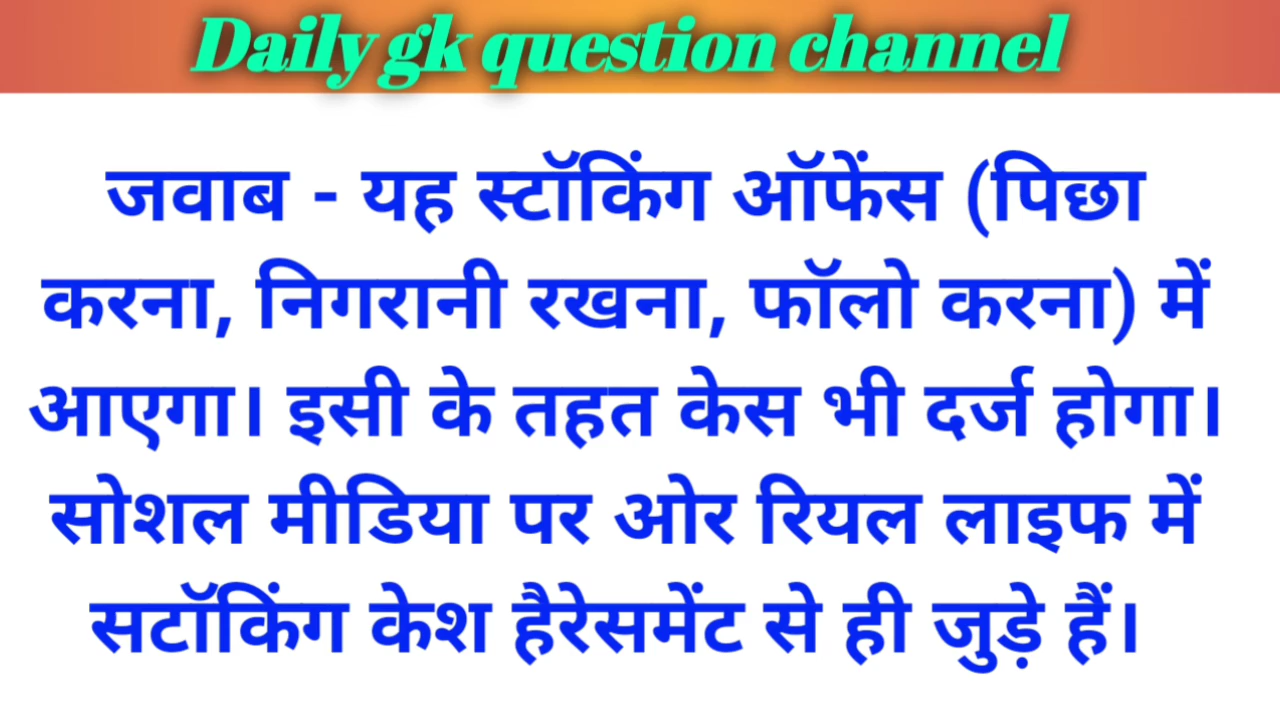 Daily gk question channel
जवाब - यह स्टॉकिंग ऑफेंस (पिछा
करना, निगरानी रखना, फॉलो करना) में
आएगा। इसी के तहत केस भी दर्ज होगा।
सोशल मीडिया पर ओर रियल लाइफ में
सटॉकिंग केश हैरेसमेंट से ही जुड़े हैं।